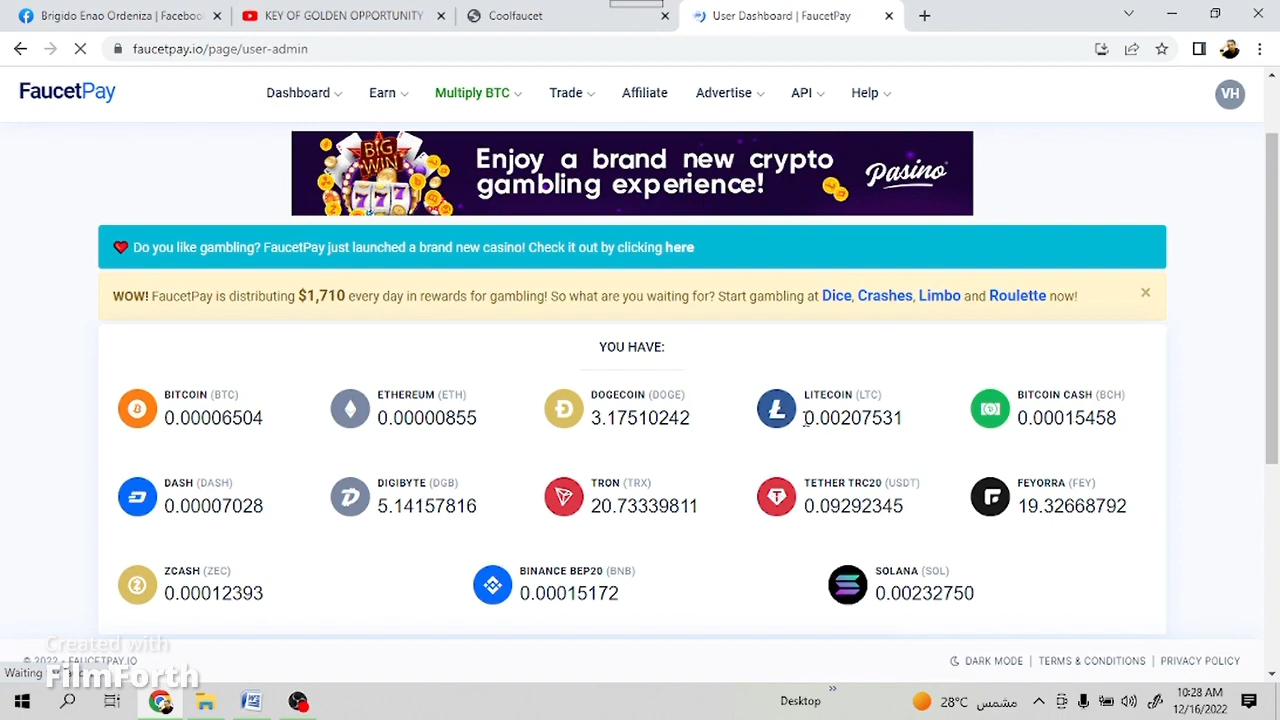 Brigido Enao Ordeniza | Faceboo
KEY OF GOLDEN OPPORTUNITY
Coolfaucet
User Dashboard | FaucetPay
faucetpay.io/page/user-admin
FaucetPay
Dashboard
Earn
Multiply BTC
Trade
Affiliate
Advertise
API
Help
VH
BIG WIN
777
Enjoy a brand new crypto
gambling experience!
Pasino
Do you like gambling? FaucetPay just launched a brand new casino! Check it out by clicking here
WOW! FaucetPay is distributing $1,710 every day in rewards for gambling! So what are you waiting for? Start gambling at Dice, Crashes, Limbo and Roulette now!
YOU HAVE:
BITCOIN (BTC)
0.00006504
ETHEREUM (ETH)
0.00000855
DOGECOIN (DOGE)
3.17510242
LITECOIN (LTC)
0.00207531
BITCOIN CASH (BCH)
0.00015458
DASH (DASH)
0.00007028
DIGIBYTE (DGB)
5.14157816
TRON (TRX)
20.73339811
TETHER TRC20 (USDT)
0.09292345
FEYORRA (FEY)
19.32668792
ZCASH (ZEC)
0.00012393
BINANCE BEP20 (BNB)
0.00015172
SOLANA (SOL)
0.00232750
Created with
FilmForth
© 2022 - FAUCETPAY.IO
DARK MODE | TERMS & CONDITIONS | PRIVACY POLICY
Waiting
Desktop
28°C مشمس
10:28 AM
12/16/2022